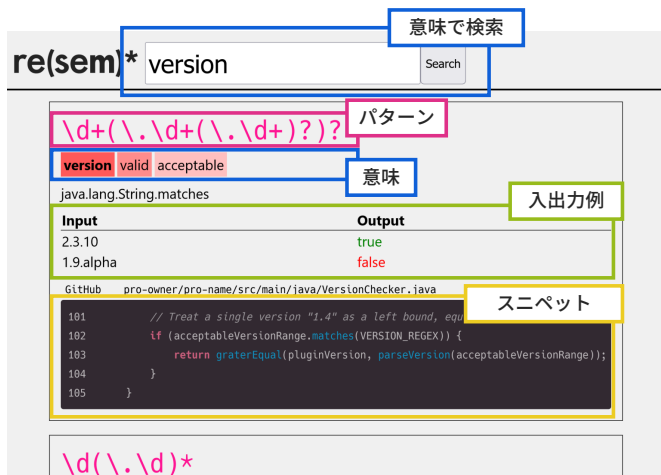 意味で検索
re(sem)* version Search
パターン
\d+(\.\d+(\.\d+)?)?
version valid acceptable
意味
java.lang.String.matches
入出力例
Input Output
2.3.10 true
1.9.alpha false
GitHub pro-owner/pro-name/src/main/java/VersionChecker.java
スニペット
101 // Treat a single version "1.4" as a left bound, equ
102 if (acceptableVersionRange.matches(VERSION_REGEX)) {
103 return graterEqual(pluginVersion, parseVersion(acceptableVersionRange));
104 }
105 }
\d(\.\d)*